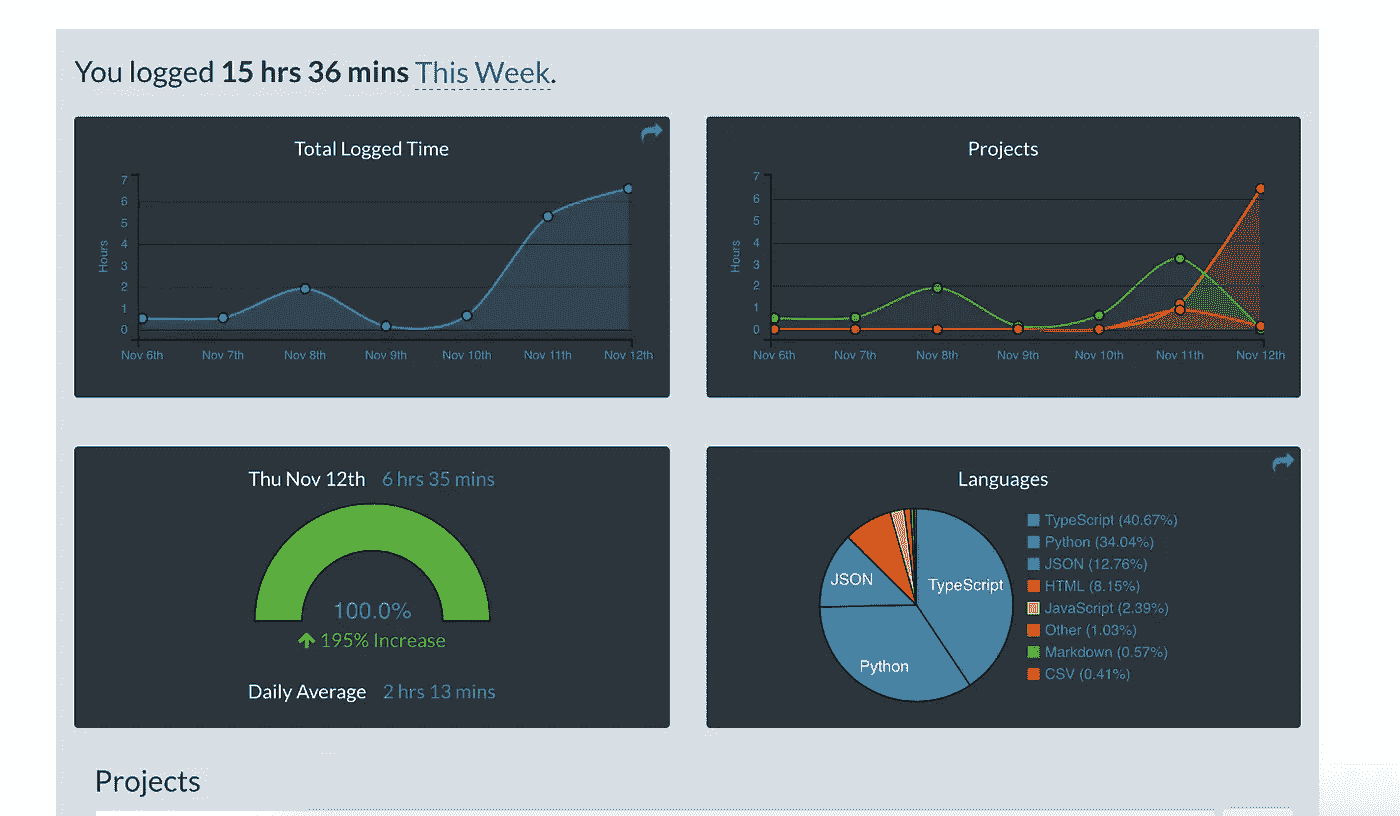 You logged 15 hrs 36 mins This Week.
Total Logged Time
7
6
5
4
3
2
1
0
Hours
Nov 6th Nov 7th Nov 8th Nov 9th Nov 10th Nov 11th Nov 12th
Projects
7
6
5
4
3
2
1
0
Hours
Nov 6th Nov 7th Nov 8th Nov 9th Nov 10th Nov 11th Nov 12th
Thu Nov 12th 6 hrs 35 mins
100.0%
195% Increase
Daily Average 2 hrs 13 mins
Languages
JSON
TypeScript
Python
TypeScript (40.67%)
Python (34.04%)
JSON (12.76%)
HTML (8.15%)
JavaScript (2.39%)
Other (1.03%)
Markdown (0.57%)
CSV (0.41%)
Projects